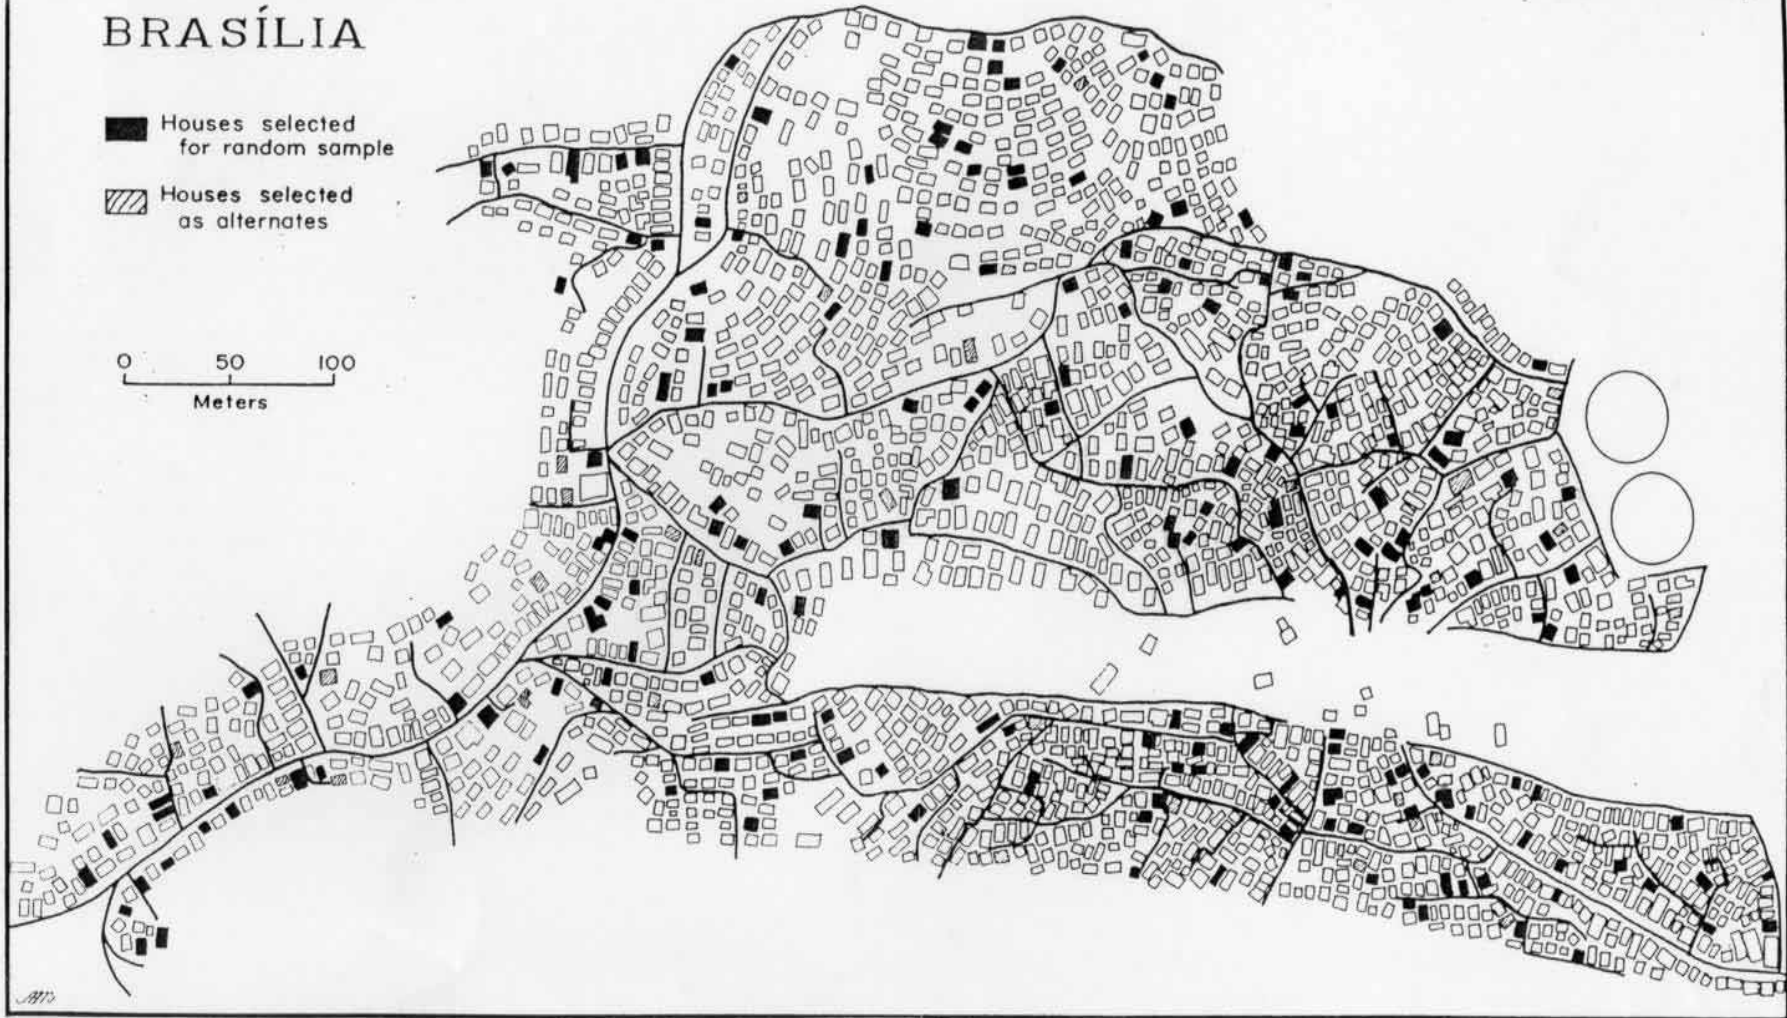 BRASÍLIA
Houses selected
for random sample
Houses selected
as alternates
0 50 100
Meters